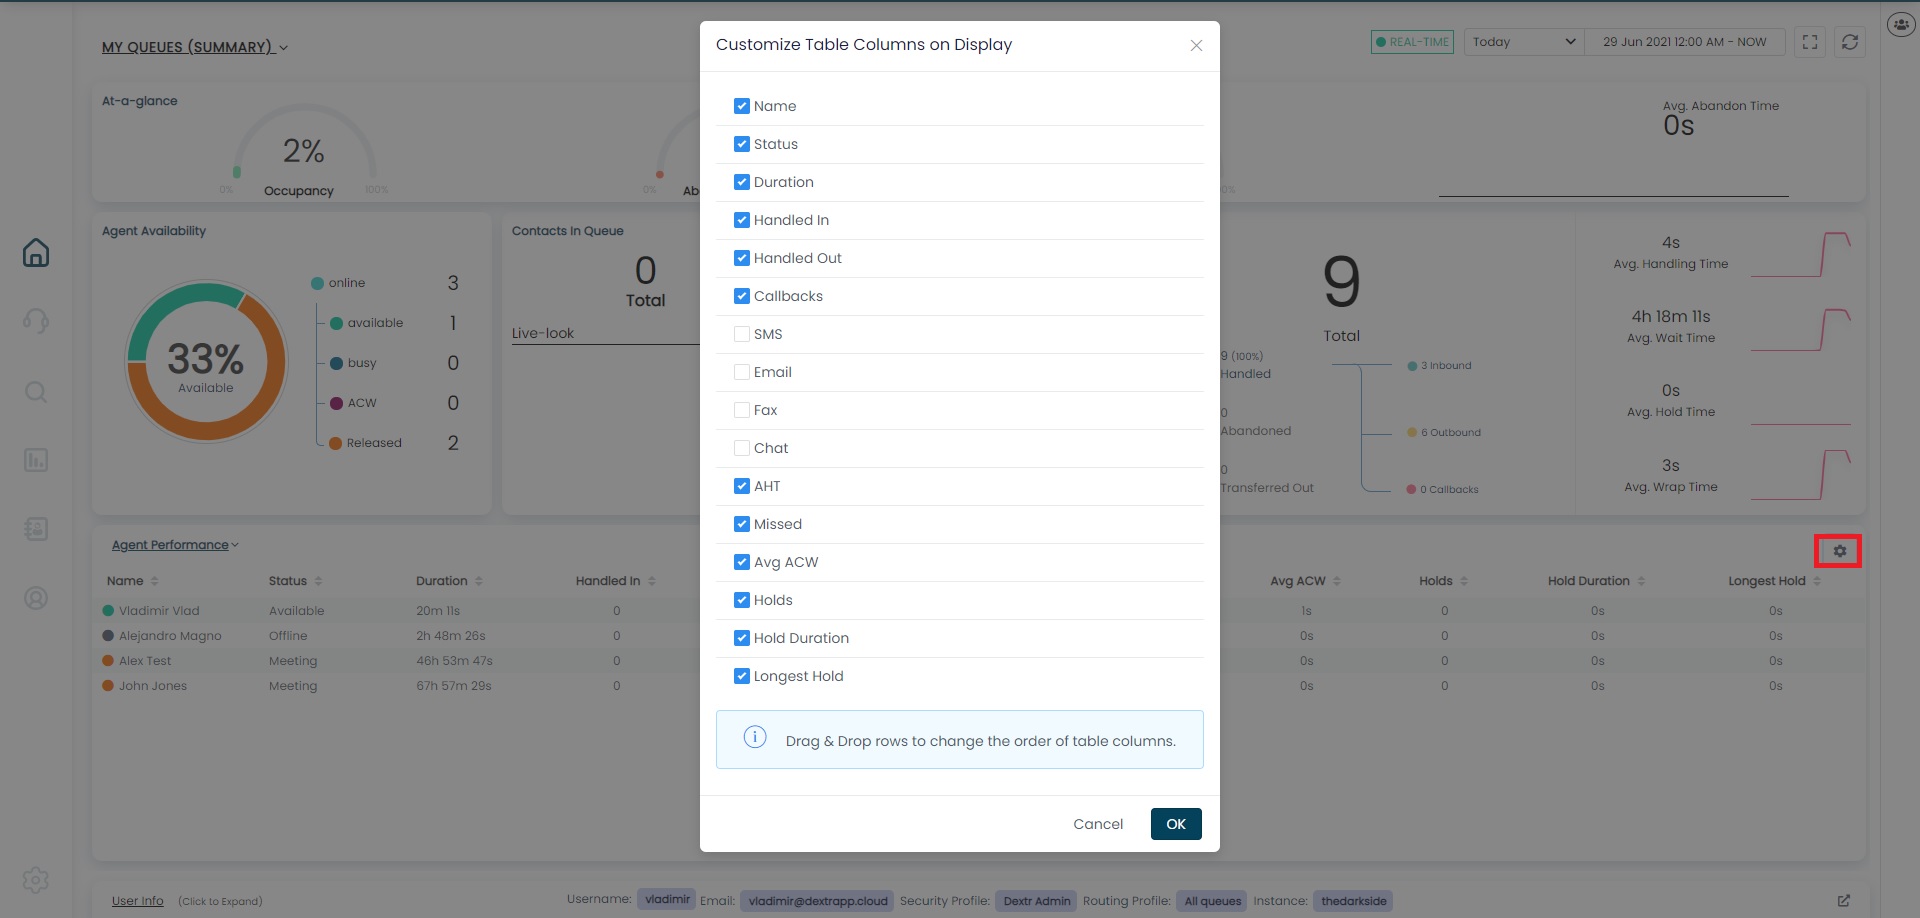 MY QUEUES (SUMMARY)
REAL-TIME
Today
29 Jun 2021 12:00 AM - NOW
At-a-glance
2%
0%
Occupancy
100%
0%
Avg. Abandon Time
0s
Agent Availability
33%
Available
online 3
available 1
busy 0
ACW 0
Released 2
Contacts In Queue
0
Total
Live-look
9
Total
9 (100%)
Handled
0
Abandoned
0
Transferred Out
3 Inbound
6 Outbound
0 Callbacks
4s
Avg. Handling Time
4h 18m 11s
Avg. Wait Time
0s
Avg. Hold Time
3s
Avg. Wrap Time
Agent Performance
Name Status Duration Handled In Avg ACW Holds Hold Duration Longest Hold
Vladimir Vlad Available 20m 11s 0 1s 0 0s 0s
Alejandro Magno Offline 2h 48m 26s 0 0s 0 0s 0s
Alex Test Meeting 46h 53m 47s 0 0s 0 0s 0s
John Jones Meeting 67h 57m 29s 0 0s 0 0s 0s
Customize Table Columns on Display
Name
Status
Duration
Handled In
Handled Out
Callbacks
SMS
Email
Fax
Chat
AHT
Missed
Avg ACW
Holds
Hold Duration
Longest Hold
Drag & Drop rows to change the order of table columns.
Cancel
OK
User Info (Click to Expand)
Username: vladimir Email: vladimir@dextrapp.cloud Security Profile: Dextr Admin Routing Profile: All queues Instance: thedarkside